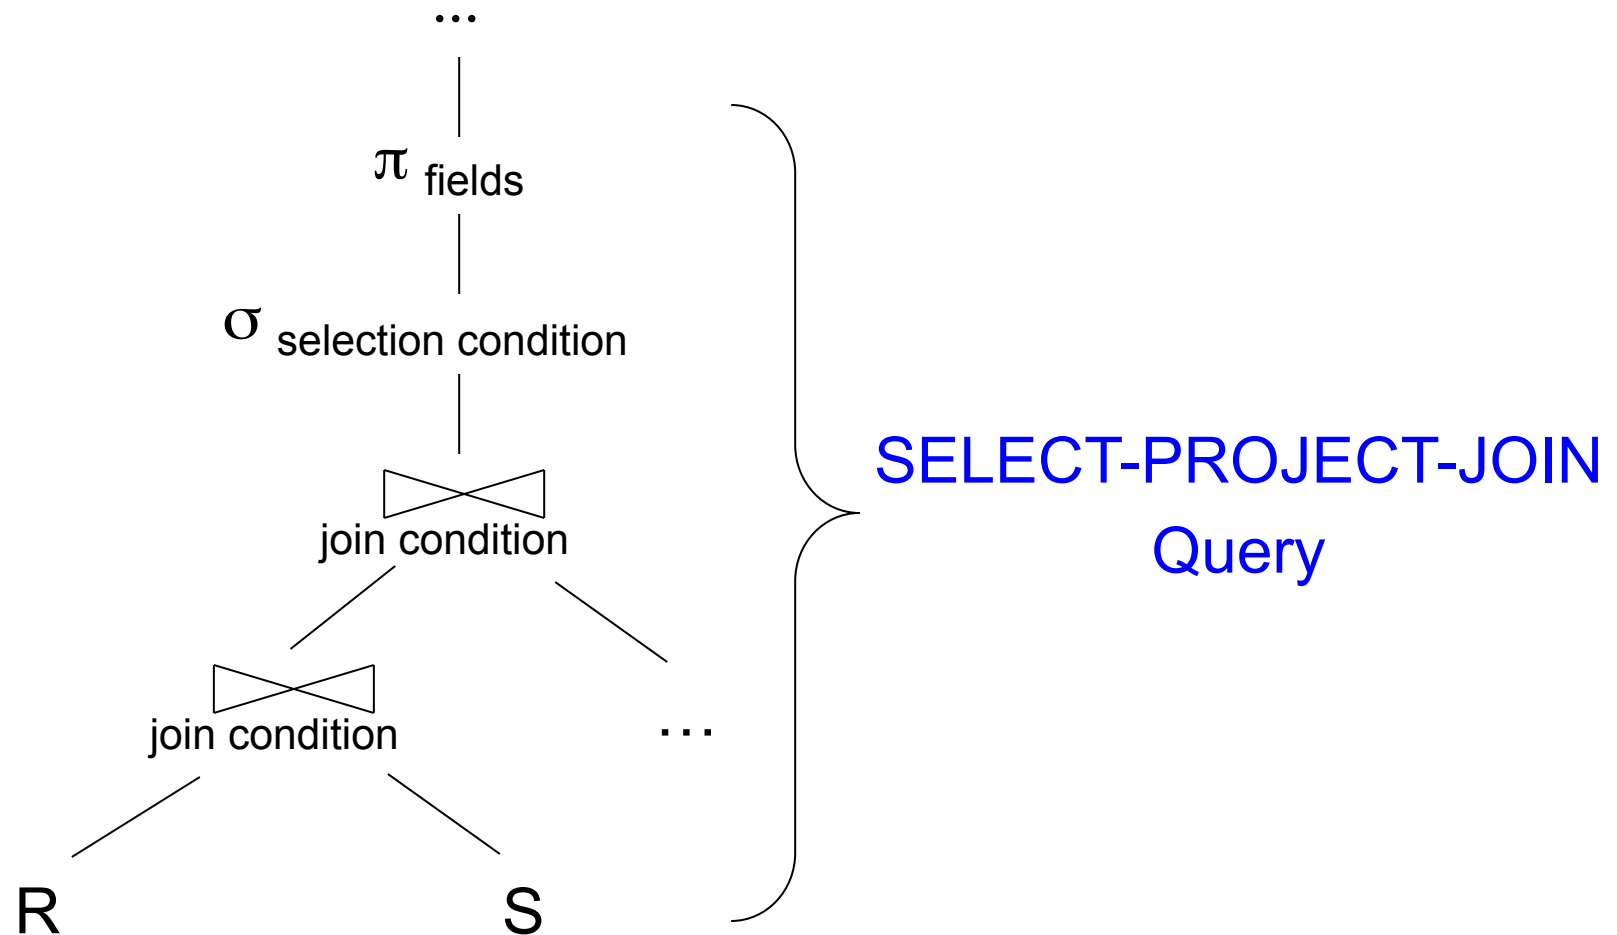 ...
π fields
σ selection condition
join condition
SELECT-PROJECT-JOIN
Query
join condition
...
R
S